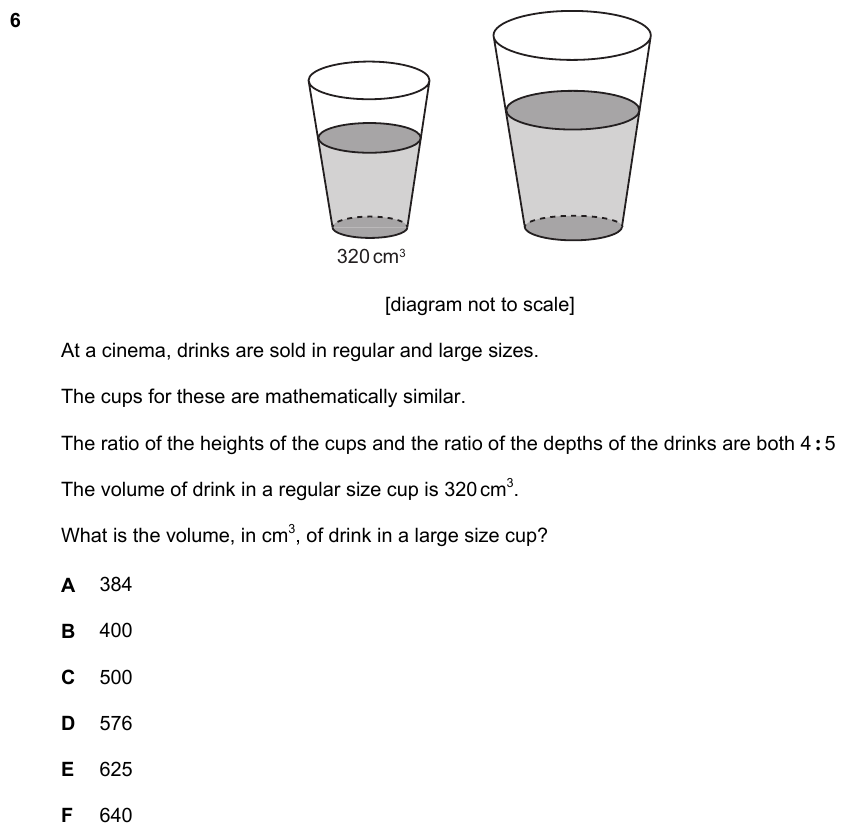 6
320 cm³
[diagram not to scale]
At a cinema, drinks are sold in regular and large sizes.
The cups for these are mathematically similar.
The ratio of the heights of the cups and the ratio of the depths of the drinks are both 4 : 5
The volume of drink in a regular size cup is 320 cm³.
What is the volume, in cm³, of drink in a large size cup?
A 384
B 400
C 500
D 576
E 625
F 640